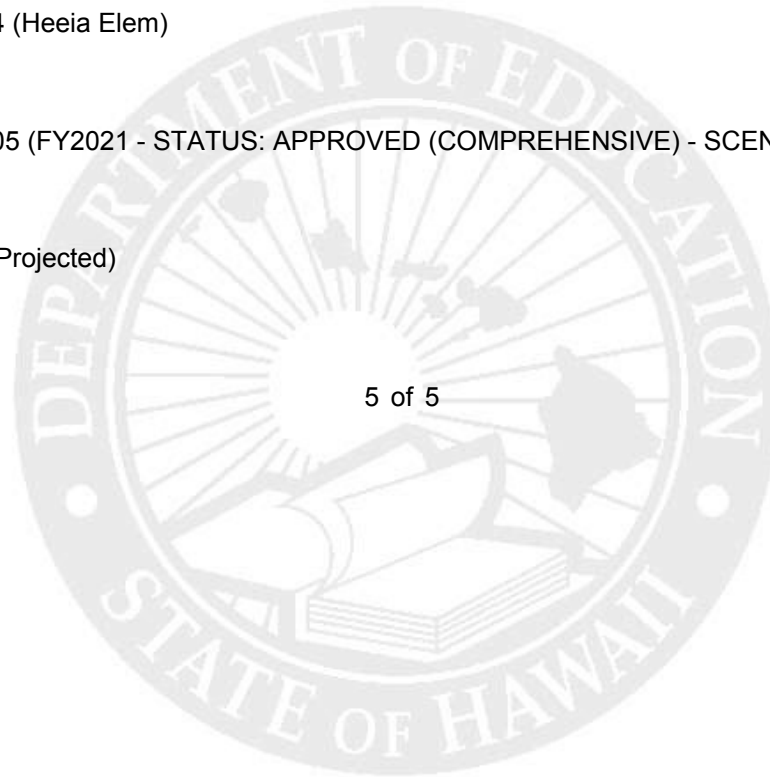 4 (Heeia Elem)
05 (FY2021 - STATUS: APPROVED (COMPREHENSIVE) - SCEN
Projected)
5 of 5
DEPARTMENT OF EDUCATION
STATE OF HAWAII